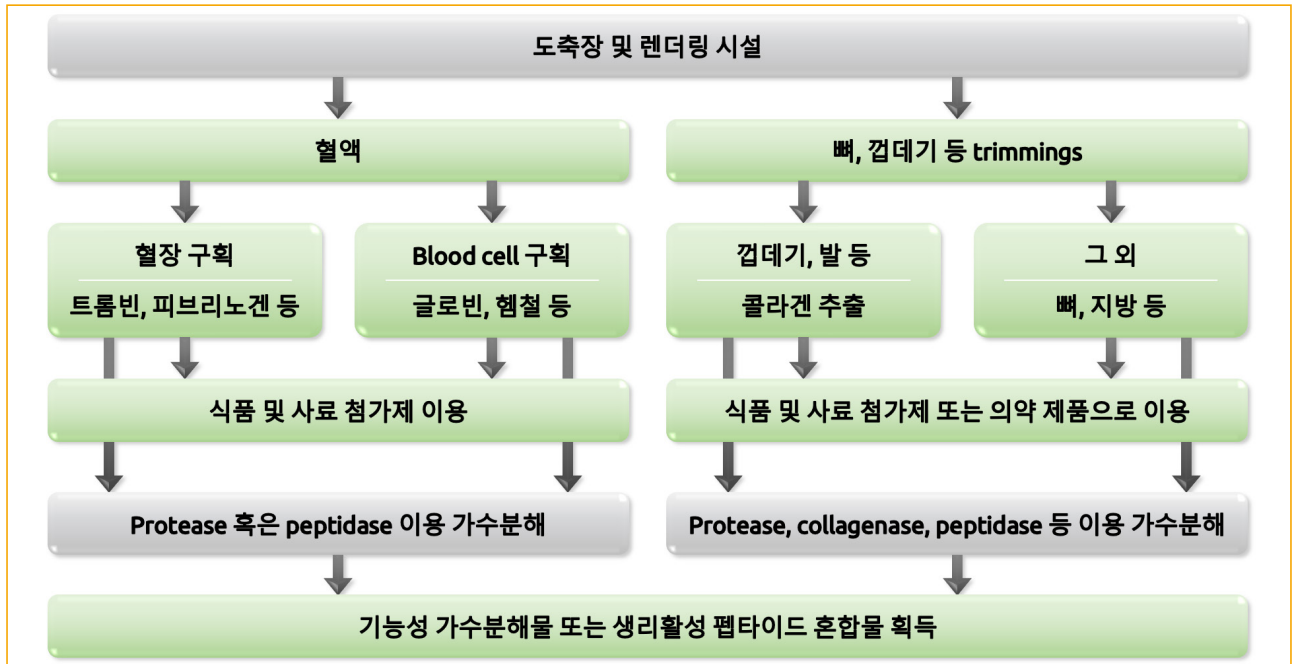 도축장 및 렌더링 시설
혈액
뼈, 껍데기 등 trimmings
혈장 구획
트롬빈, 피브리노겐 등
Blood cell 구획
글로빈, 헴철 등
껍데기, 발 등
콜라겐 추출
그 외
뼈, 지방 등
식품 및 사료 첨가제 이용
식품 및 사료 첨가제 또는 의약 제품으로 이용
Protease 혹은 peptidase 이용 가수분해
Protease, collagenase, peptidase 등 이용 가수분해
기능성 가수분해물 또는 생리활성 펩타이드 혼합물 획득